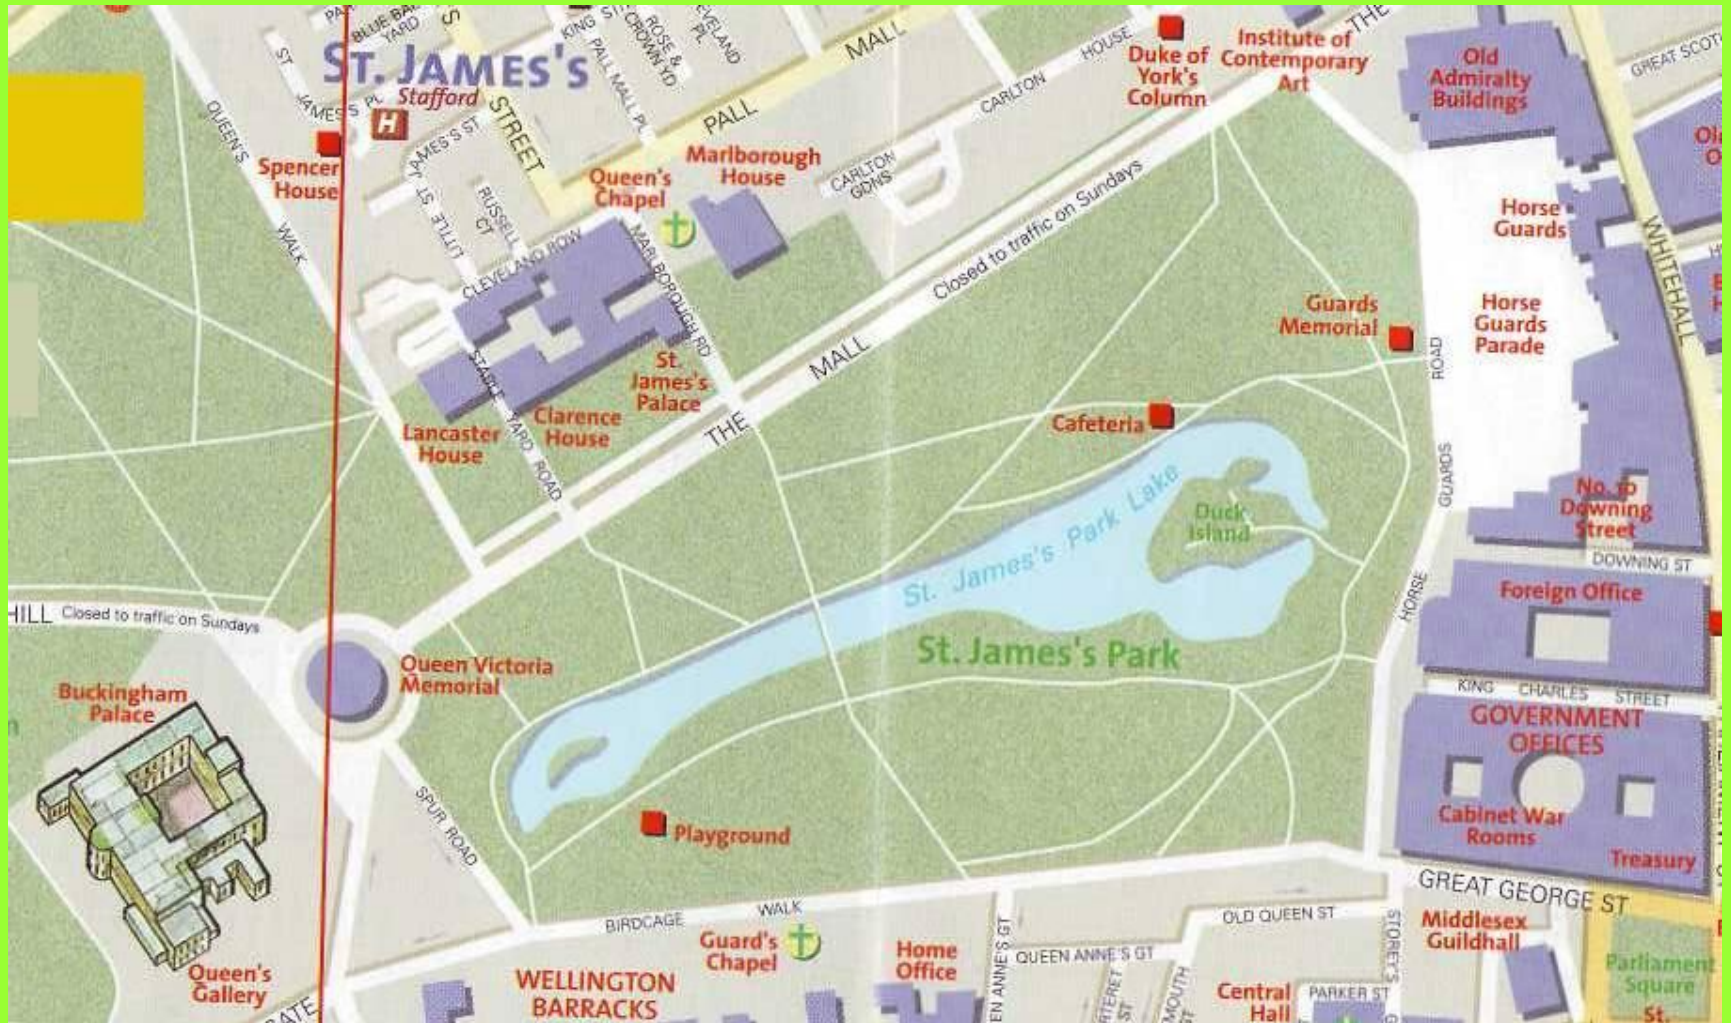 BLUE BALL
YARD
KING ST
ROSE &
CROWN YD
PALL MALL PL
CLEVELAND
PL
ST
JAMES'S PL
ST. JAMES'S
Stafford
H
STREET
PALL
MALL
CARLTON
HOUSE
Duke of
York's
Column
Institute of
Contemporary
Art
THE
Old
Admiralty
Buildings
QUEEN'S
WALK
Spencer
House
JAMES'S ST
LITTLE ST
RUSSELL
CT
Queen's
Chapel
Marlborough
House
CARLTON
GDNS
CLEVELAND ROW
MARLBOROUGH RD
Closed to traffic on Sundays
Horse
Guards
WHITEHALL
Guards
Memorial
Horse
Guards
Parade
ROAD
GUARDS
HORSE
STABLE YARD ROAD
St.
James's
Palace
Clarence
House
Lancaster
House
THE
MALL
Cafeteria
St. James's Park Lake
Duck
Island
No. 10
Downing
Street
DOWNING ST
Foreign Office
HILL
Closed to traffic on Sundays
St. James's Park
Queen Victoria
Memorial
Buckingham
Palace
KING CHARLES STREET
GOVERNMENT
OFFICES
SPUR ROAD
Playground
Cabinet War
Rooms
Treasury
GREAT GEORGE ST
BIRDCAGE
WALK
OLD QUEEN ST
STOREY'S
Middlesex
Guildhall
Guard's
Chapel
Home
Office
QUEEN ANNE'S GT
Queen's
Gallery
WELLINGTON
BARRACKS
Central
Hall
PARKER ST
Parliament
Square
St.